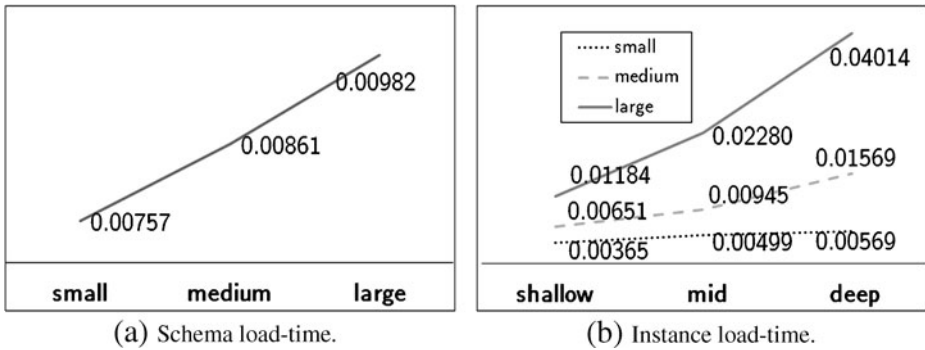 0.00982
0.00861
0.00757
small medium large
(a) Schema load-time.
small
medium
large
0.04014
0.02280
0.01569
0.01184
0.00945
0.00651
0.00365 0.00499 0.00569
shallow mid deep
(b) Instance load-time.